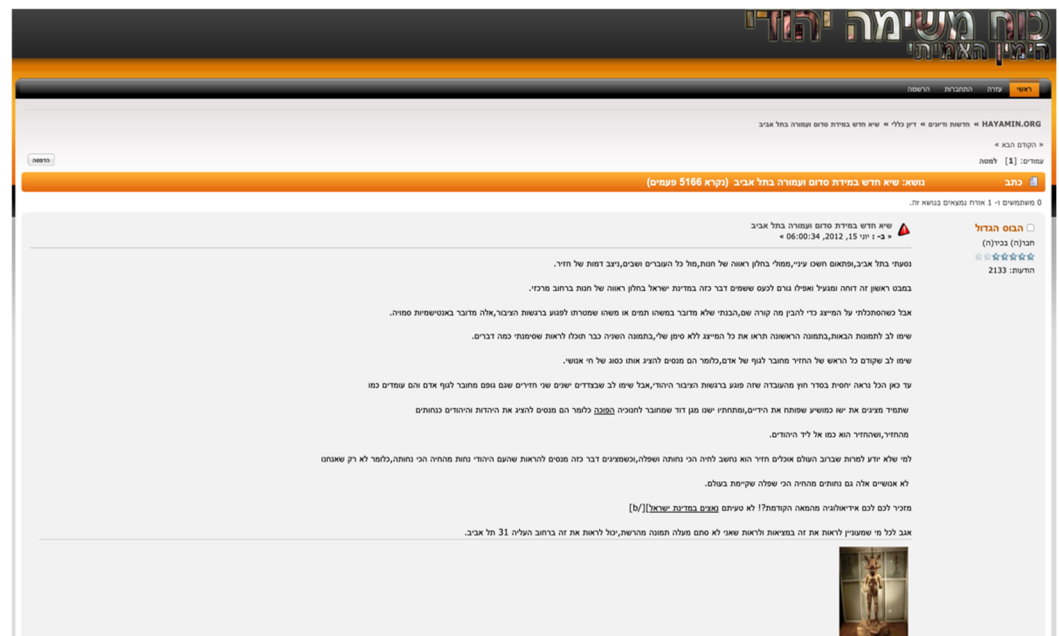 כוח משימה יהודי
הימין האמיתי
ראשי עזרה התחברות הרשמה
HAYAMIN.ORG » חדשות ודיונים » דיון כללי » שיא חדש במידת סדום ועמורה בתל אביב
« הקודם הבא »
עמודים: [1] למטה
הדפסה
כתב נושא: שיא חדש במידת סדום ועמורה בתל אביב (נקרא 5166 פעמים)
0 משתמשים ו- 1 אורח נמצאים בנושא זה.
הבוס הגדול
חבר(ה) בכיר(ה)
הודעות: 2133
שיא חדש במידת סדום ועמורה בתל אביב
« ב- : יוני 15, 2012, 06:00:34 »
נסעתי בתל אביב,ופתאום חשכו עיניי,ממולי בחלון ראווה של חנות,מול כל העוברים ושבים,ניצב דמות של חזיר.
במבט ראשון זה דוחה ומגעיל ואפילו גורם לכעס ששמים דבר כזה במדינת ישראל בחלון ראווה של חנות ברחוב מרכזי.
אבל כשהסתכלתי על המייצג כדי להבין מה קורה שם,הבנתי שלא מדובר במשהו תמים או משהו שמטרתו לפגוע ברגשות הציבור,אלה מדובר באנטישמיות סמויה.
שימו לב לתמונות הבאות,בתמונה הראשונה תראו את כל המייצג ללא סימן שלי,בתמונה השניה כבר תוכלו לראות שסימנתי כמה דברים.
שימו לב שקודם כל הראש של החזיר מחובר לגוף של אדם,כלומר הם מנסים להציג אותו כסוג של חי אנושי.
עד כאן הכל נראה יחסית בסדר חוץ מהעובדה שזה פוגע ברגשות הציבור היהודי,אבל שימו לב שבצדדים ישנים שני חזירים שגם גופם מחובר לגוף אדם והם עומדים כמו
שתמיד מציגים את ישו כמושיע שפותח את הידיים,ומתחתיו ישנו מגן דוד שמחובר לחנוכיה הפוכה כלומר הם מנסים להציג את היהדות והיהודים כנחותים
מהחזיר,ושהחזיר הוא כמו אל ליד היהודים.
למי שלא יודע למרות שברוב העולם אוכלים חזיר הוא נחשב לחיה הכי נחותה ושפלה,וכשמציגים דבר כזה מנסים להראות שהעם היהודי נחות מהחיה הכי נחותה,כלומר לא רק שאנחנו
לא אנושיים אלה גם נחותים מהחיה הכי שפלה שקיימת בעולם.
מזכיר לכם לכם אידיאולוגיה מהמאה הקודמת?! לא טעיתם נאצים במדינת ישראל][/b]
אגב לכל מי שמעוניין לראות את זה במציאות ולראות שאני לא סתם מעלה תמונה מהרשת,יכול לראות את זה ברחוב העליה 31 תל אביב.